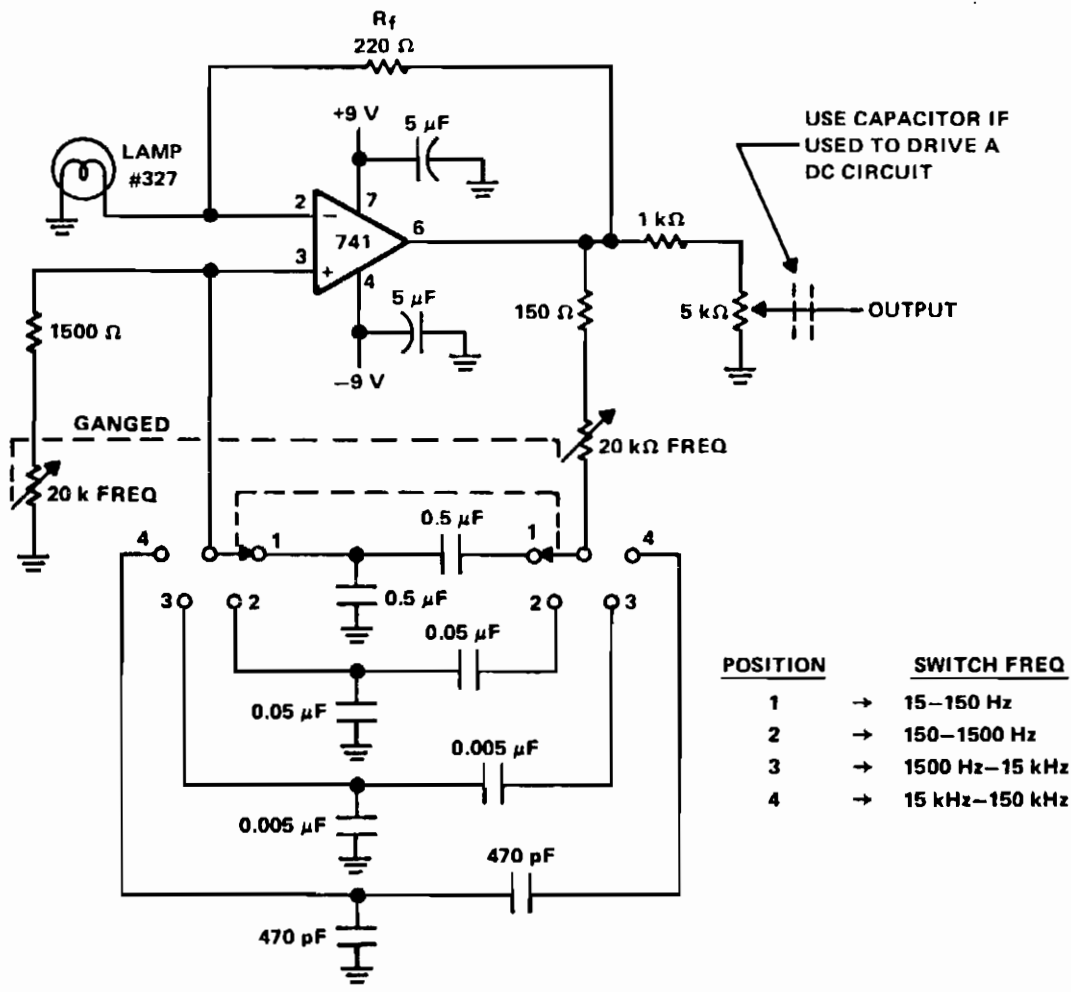 Rf
220 Ω
+9 V
5 μF
USE CAPACITOR IF
USED TO DRIVE A
DC CIRCUIT
LAMP
#327
2
−
7
741
6
3
+
4
1 kΩ
5 μF
−9 V
150 Ω
5 kΩ
OUTPUT
1500 Ω
GANGED
20 kΩ FREQ
20 k FREQ
0.5 μF
4
1
1
4
0.5 μF
3
2
2
3
0.05 μF
0.05 μF
0.005 μF
0.005 μF
470 pF
470 pF
POSITION SWITCH FREQ
1 → 15–150 Hz
2 → 150–1500 Hz
3 → 1500 Hz–15 kHz
4 → 15 kHz–150 kHz